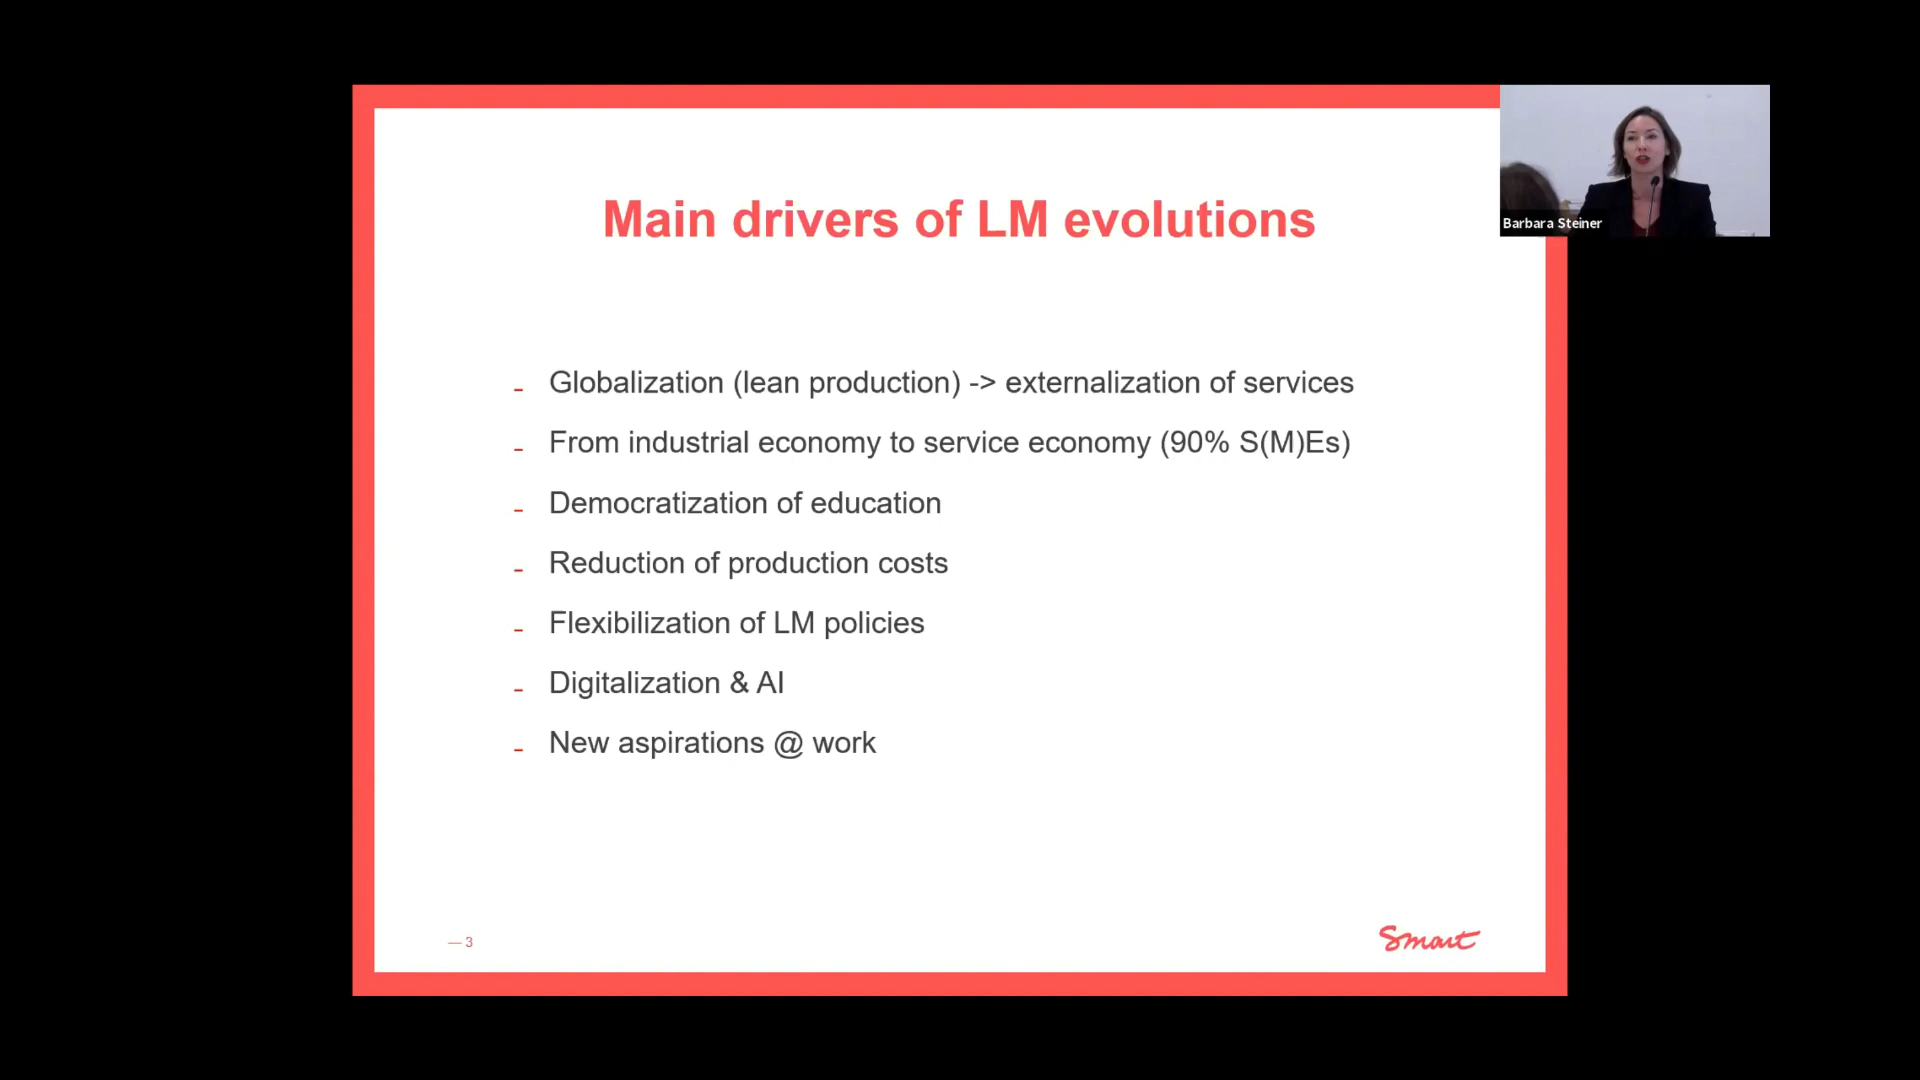 Main drivers of LM evolutions
Barbara Steiner
- Globalization (lean production) -> externalization of services
- From industrial economy to service economy (90% S(M)Es)
- Democratization of education
- Reduction of production costs
- Flexibilization of LM policies
- Digitalization & AI
- New aspirations @ work
— 3
Smart